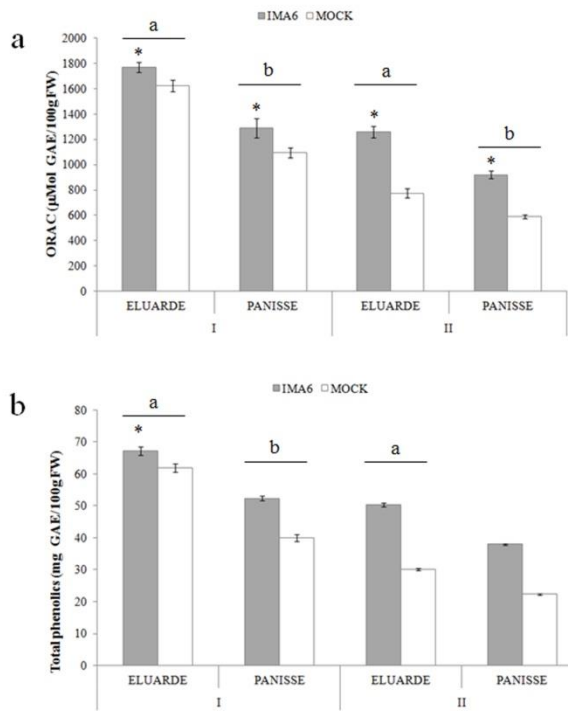 a
IMA6 MOCK
ORAC (µMol GAE/100gFW)
2000
1800
1600
1400
1200
1000
800
600
400
200
0
a
b
a
b
*
*
*
*
ELUARDE PANISSE ELUARDE PANISSE
I II
b
IMA6 MOCK
Total phenolics (mg GAE/100gFW)
80
70
60
50
40
30
20
10
0
a
b
a
*
ELUARDE PANISSE ELUARDE PANISSE
I II